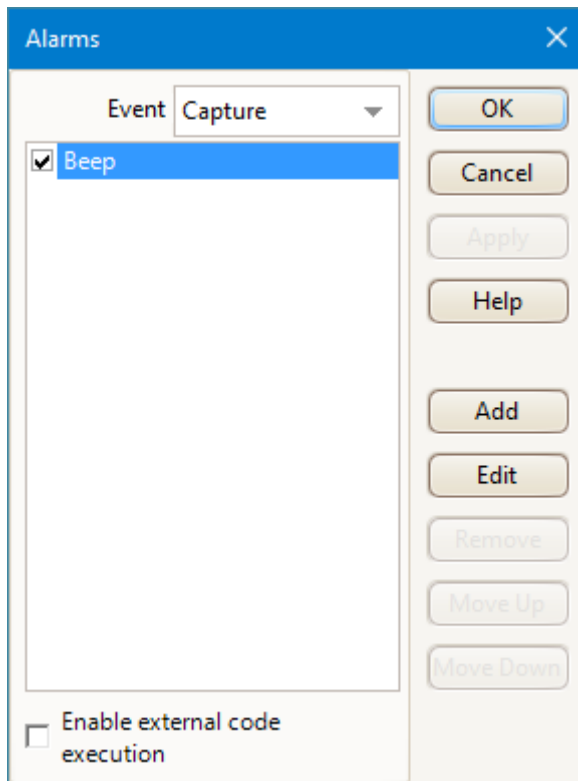 Alarms
Event Capture
Beep
Enable external code
execution
OK
Cancel
Apply
Help
Add
Edit
Remove
Move Up
Move Down